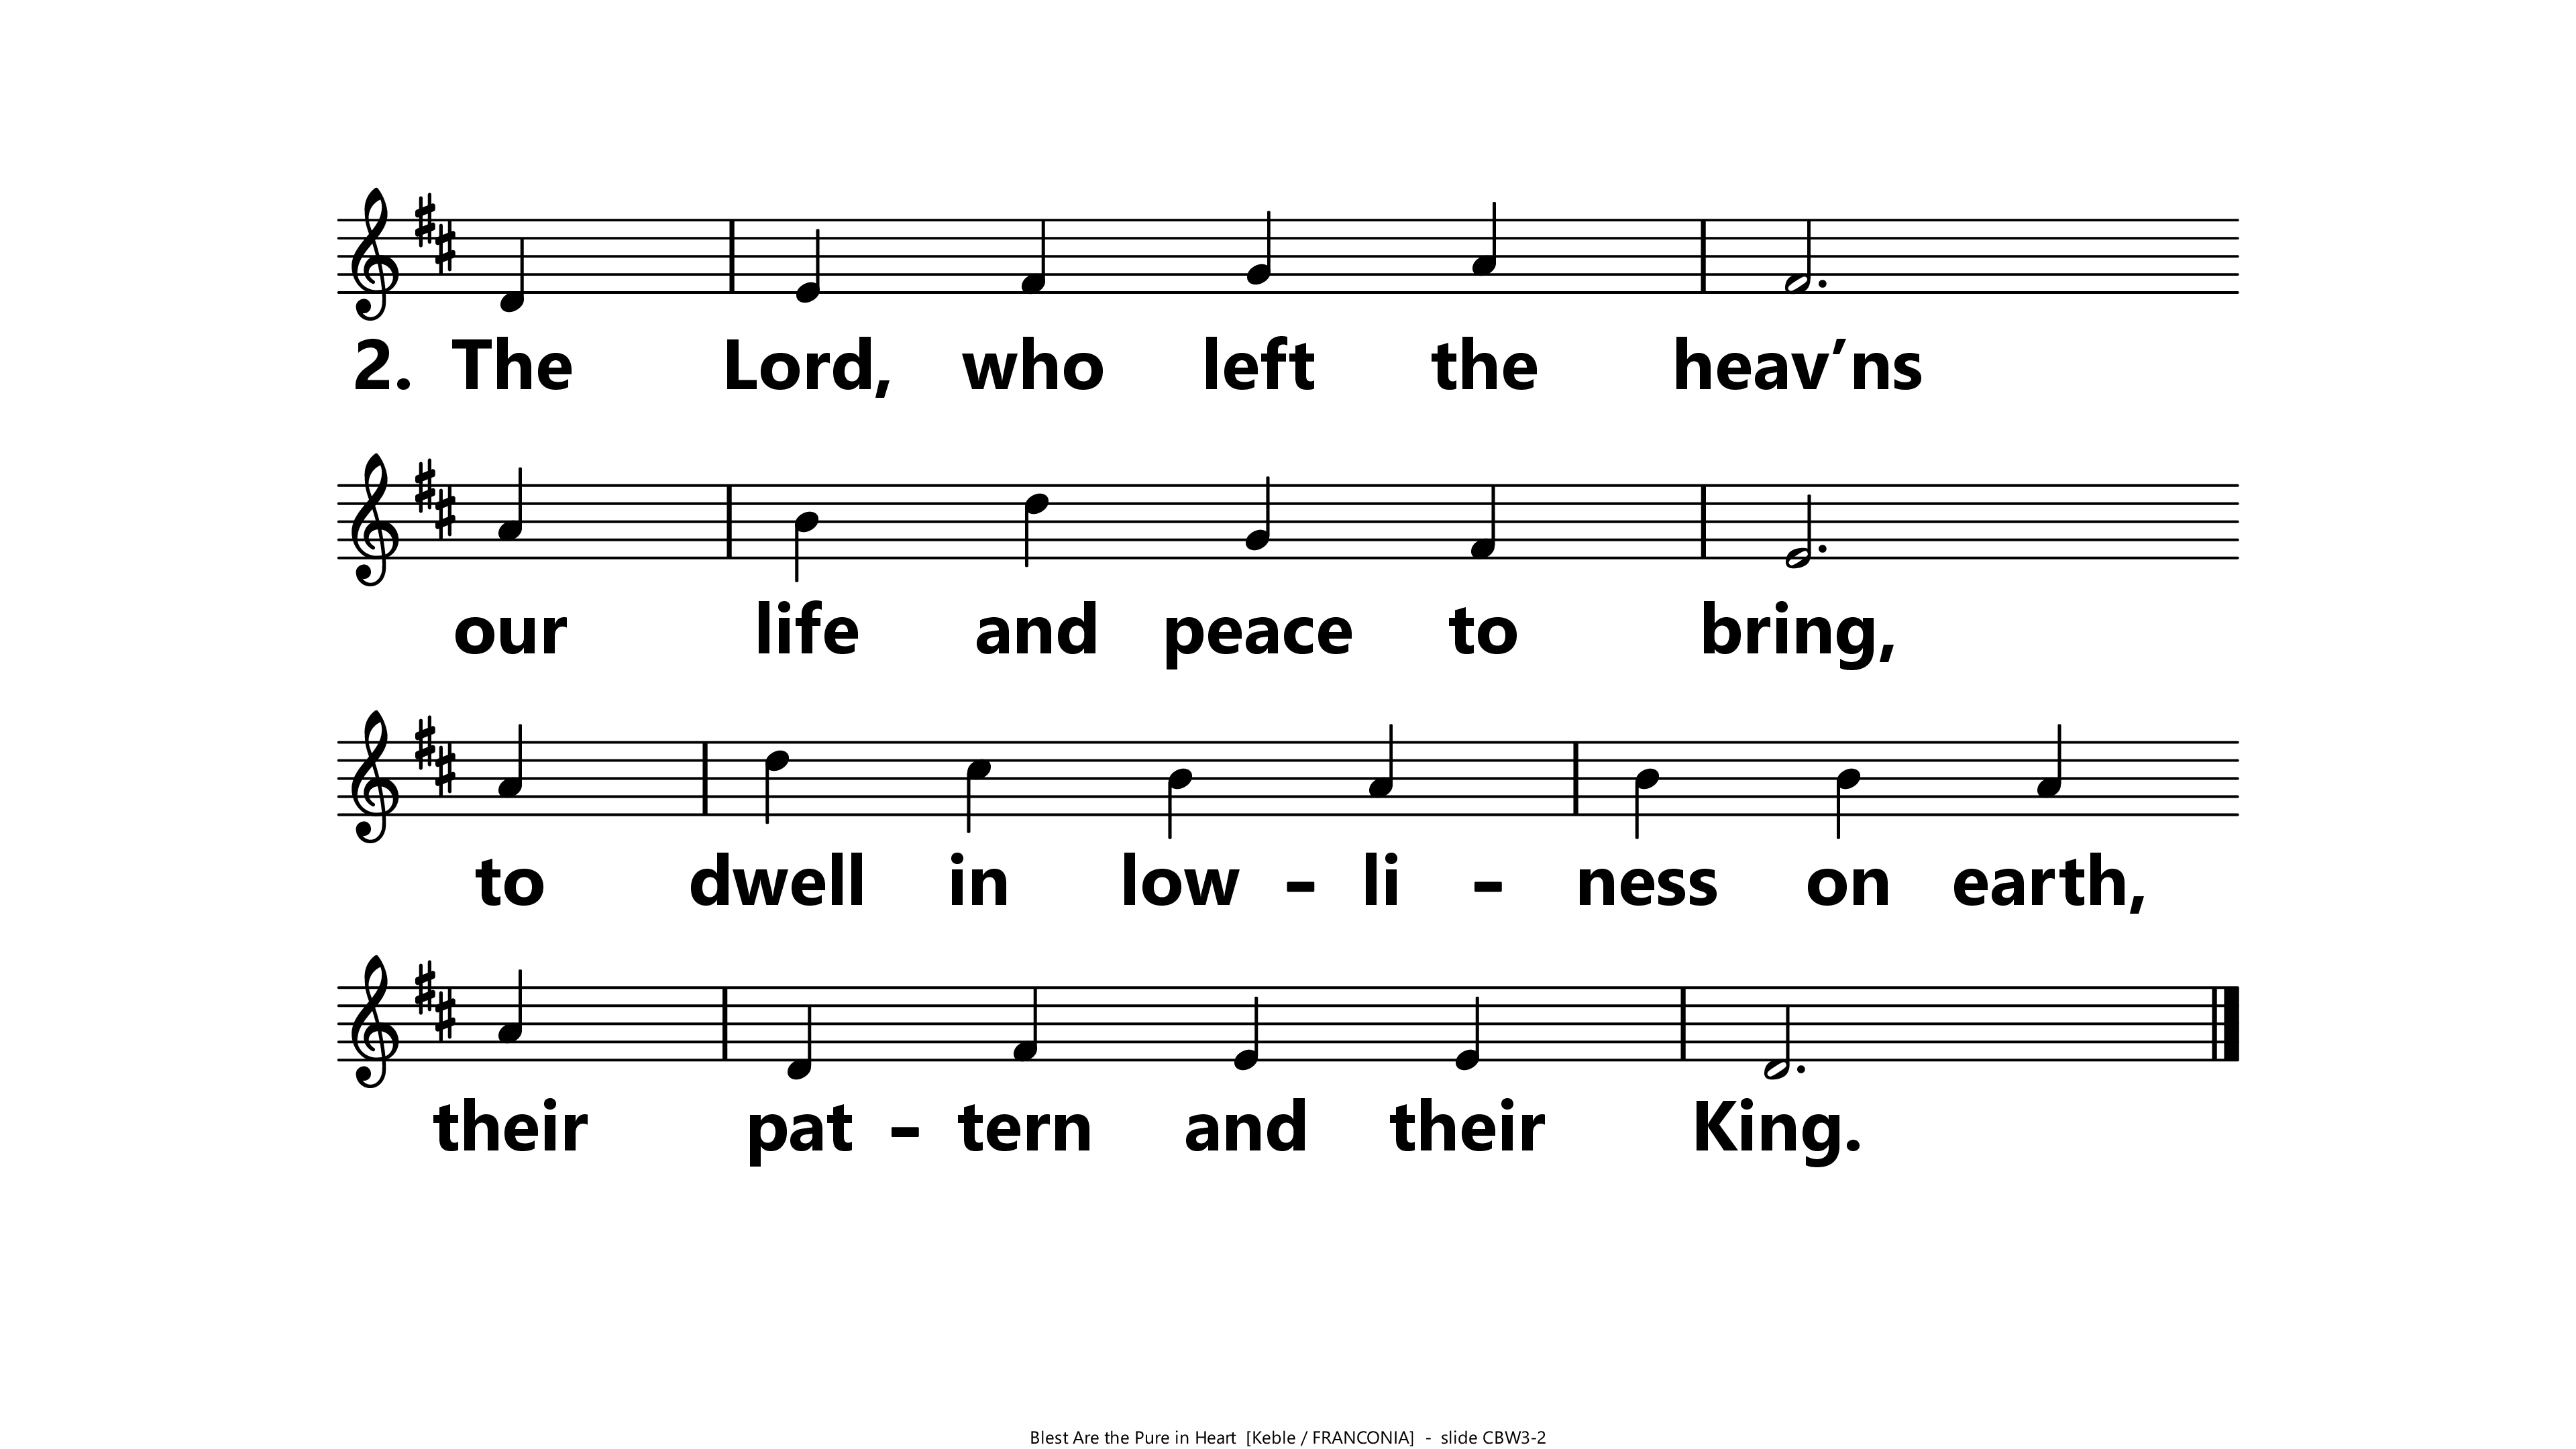 2. The Lord, who left the heav’ns
our life and peace to bring,
to dwell in low - li - ness on earth,
their pat - tern and their King.
Blest Are the Pure in Heart [Keble / FRANCONIA] - slide CBW3-2